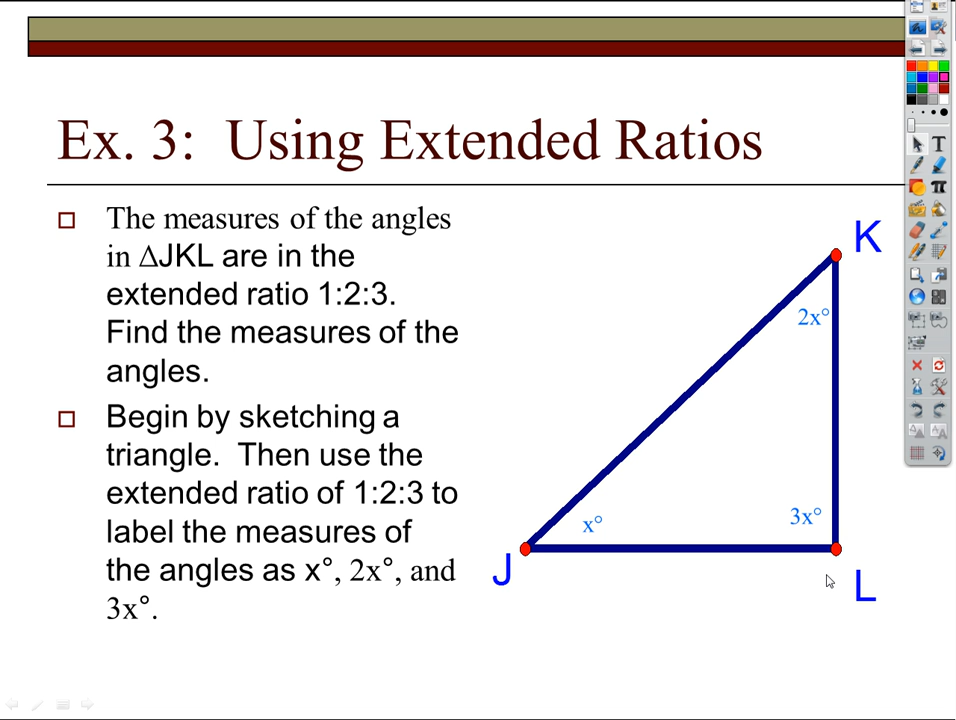 Ex. 3:  Using Extended Ratios
The measures of the angles
in ∆JKL are in the
extended ratio 1:2:3.
Find the measures of the
angles.
Begin by sketching a
triangle.  Then use the
extended ratio of 1:2:3 to
label the measures of
the angles as x°, 2x°, and
3x°.
K
2x°
x°
3x°
J
L
T
π